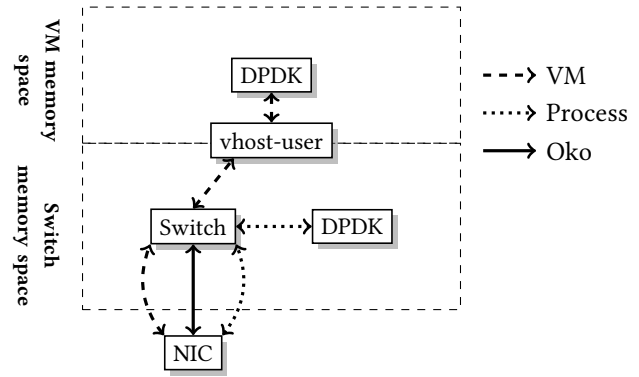 VM memory
space
DPDK
vhost-user
Switch
memory space
Switch
DPDK
NIC
VM
Process
Oko